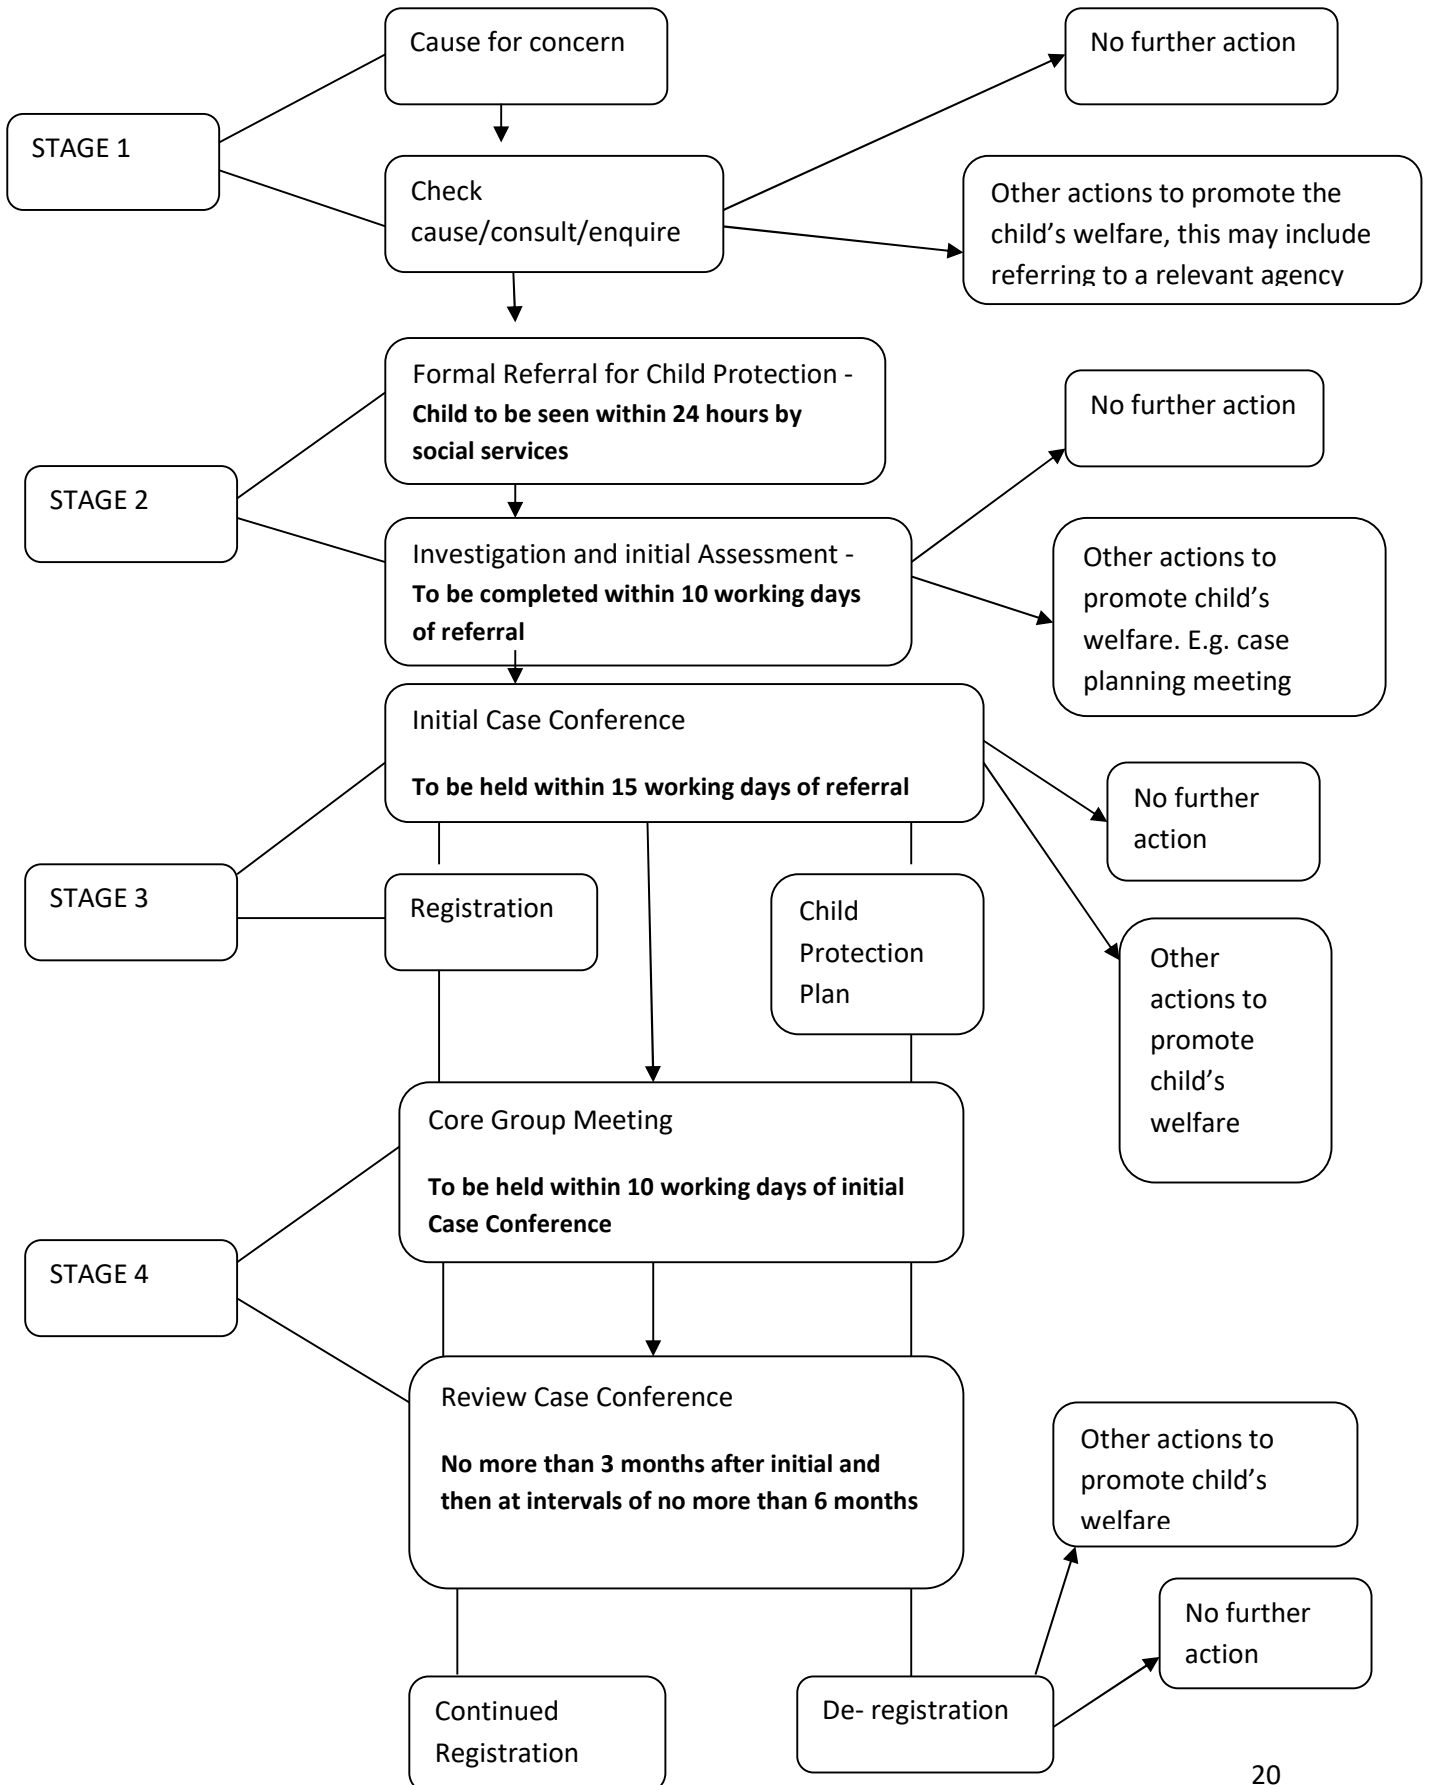 Cause for concern
No further action
STAGE 1
Check
cause/consult/enquire
Other actions to promote the
child’s welfare, this may include
referring to a relevant agency
Formal Referral for Child Protection -
Child to be seen within 24 hours by
social services
No further action
STAGE 2
Investigation and initial Assessment -
To be completed within 10 working days
of referral
Other actions to
promote child’s
welfare. E.g. case
planning meeting
Initial Case Conference
To be held within 15 working days of referral
No further
action
STAGE 3
Registration
Child
Protection
Plan
Other
actions to
promote
child’s
welfare
Core Group Meeting
To be held within 10 working days of initial
Case Conference
STAGE 4
Review Case Conference
No more than 3 months after initial and
then at intervals of no more than 6 months
Other actions to
promote child’s
welfare
No further
action
Continued
Registration
De- registration
20